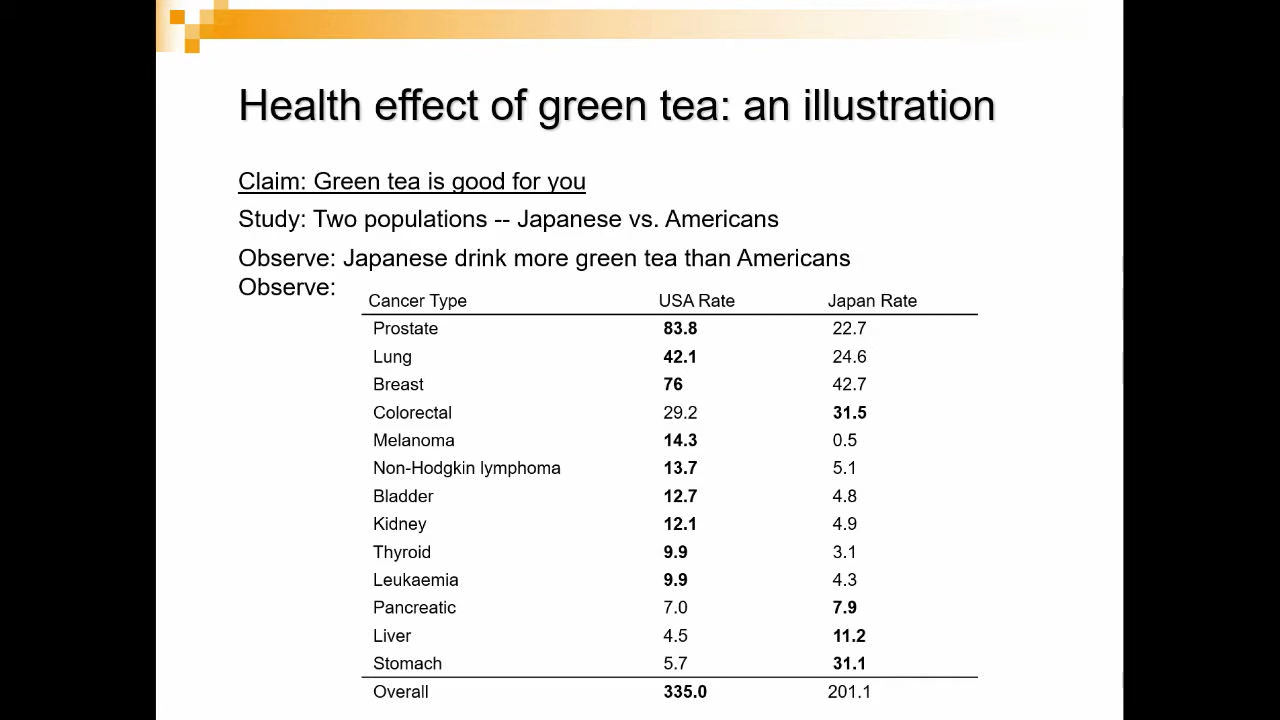 Health effect of green tea: an illustration
Claim: Green tea is good for you
Study: Two populations -- Japanese vs. Americans
Observe: Japanese drink more green tea than Americans
Observe:
Cancer Type USA Rate Japan Rate
Prostate 83.8 22.7
Lung 42.1 24.6
Breast 76 42.7
Colorectal 29.2 31.5
Melanoma 14.3 0.5
Non-Hodgkin lymphoma 13.7 5.1
Bladder 12.7 4.8
Kidney 12.1 4.9
Thyroid 9.9 3.1
Leukaemia 9.9 4.3
Pancreatic 7.0 7.9
Liver 4.5 11.2
Stomach 5.7 31.1
Overall 335.0 201.1